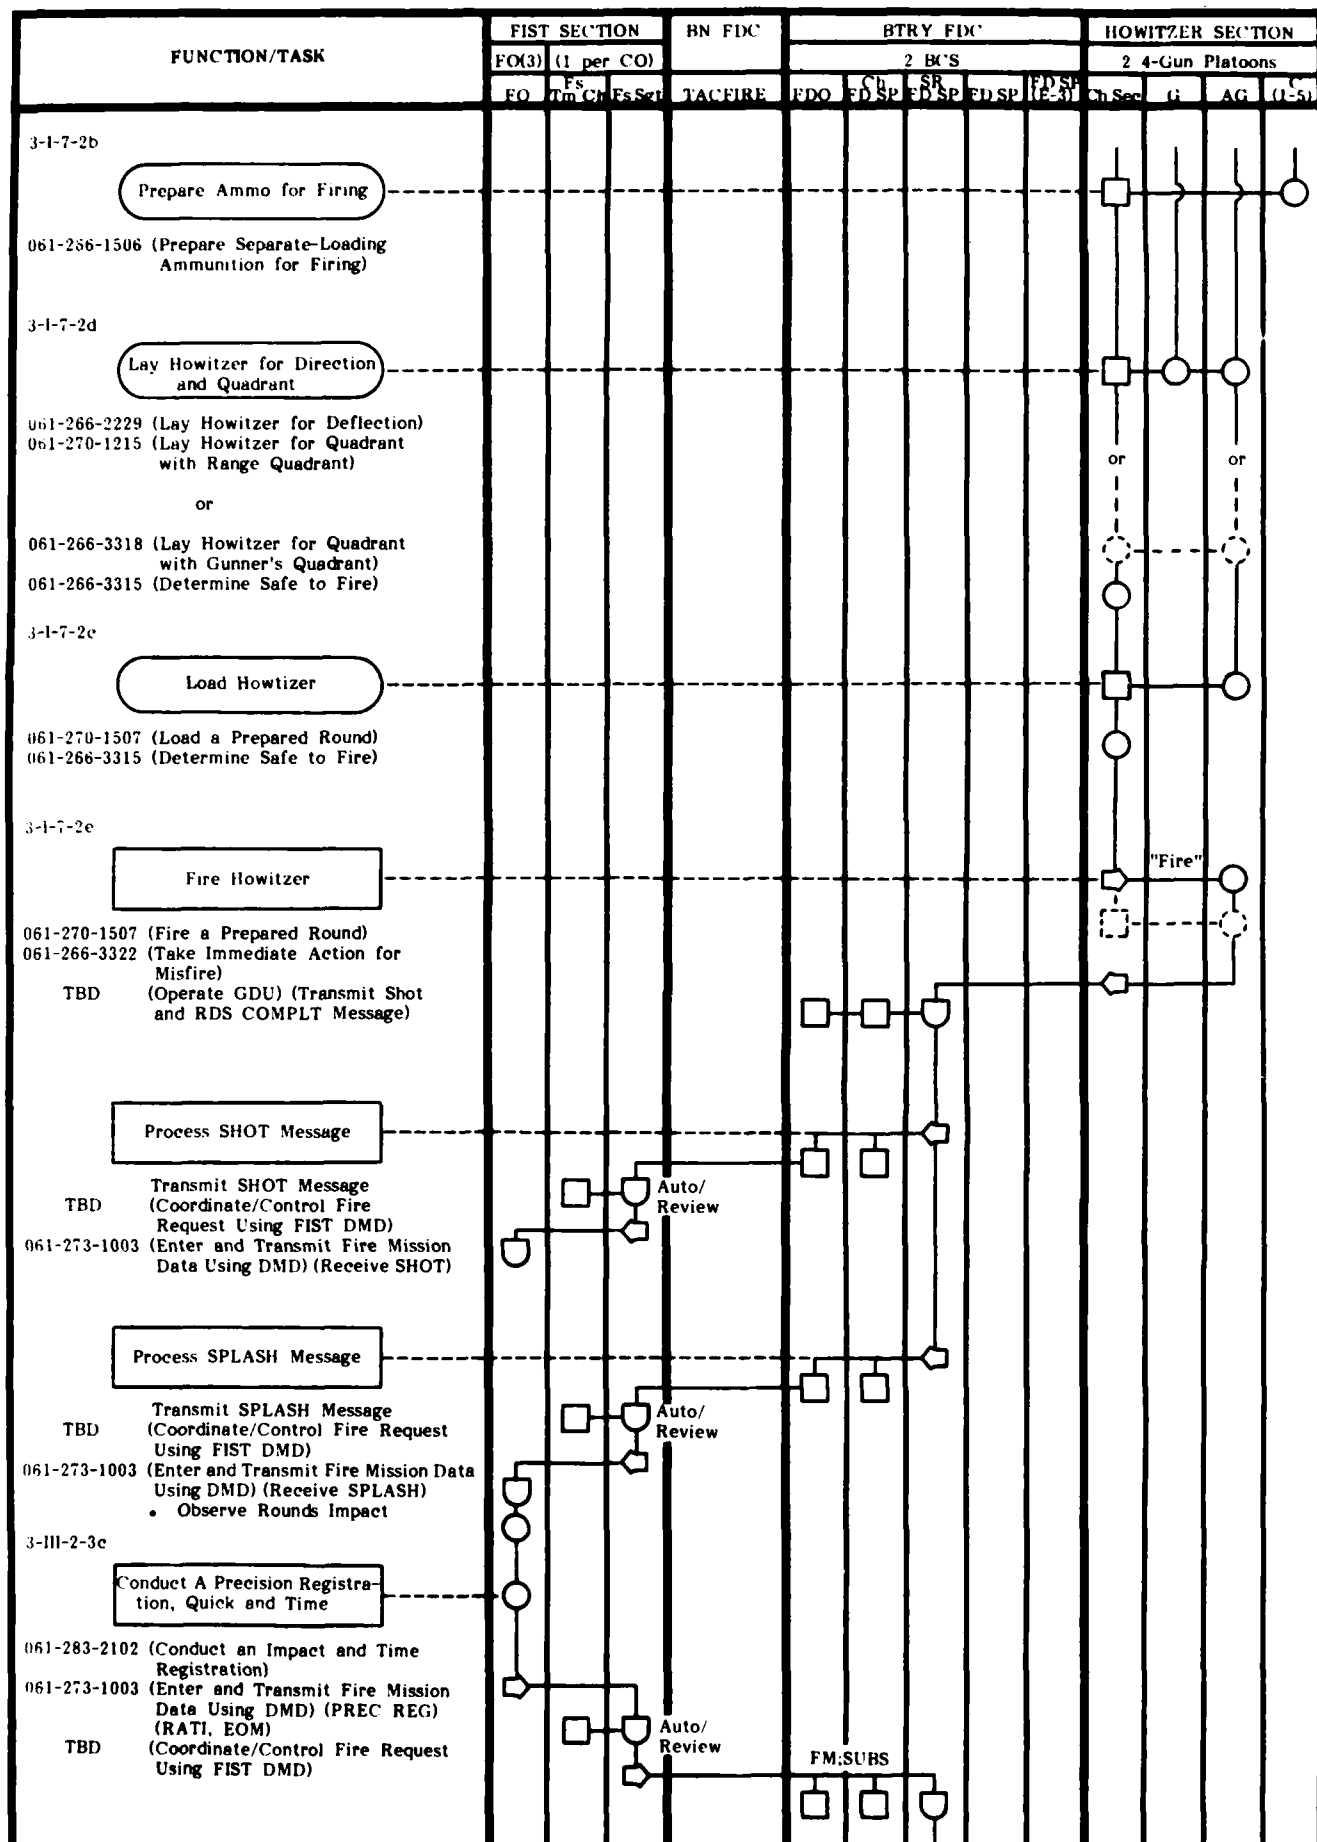 FUNCTION/TASK
FIST SECTION
BN FDC
BTRY FDC
HOWITZER SECTION
FO(3)
(1 per CO)
2 BCS
2 4-Gun Platoons
FO
Fs Tm Ch
Fs Sgt
TACFIRE
FDO
Ch FD SP
SR FD SP
FD SP
FD SP (E-3)
Ch Sec
G
AG
C (1-5)
3-1-7-2b
Prepare Ammo for Firing
061-266-1506 (Prepare Separate-Loading
Ammunition for Firing)
3-1-7-2d
Lay Howitzer for Direction
and Quadrant
061-266-2229 (Lay Howitzer for Deflection)
061-270-1215 (Lay Howitzer for Quadrant
with Range Quadrant)
or
or
or
061-266-3318 (Lay Howitzer for Quadrant
with Gunner's Quadrant)
061-266-3315 (Determine Safe to Fire)
3-1-7-2c
Load Howtizer
061-270-1507 (Load a Prepared Round)
061-266-3315 (Determine Safe to Fire)
3-1-7-2e
Fire Howitzer
"Fire"
061-270-1507 (Fire a Prepared Round)
061-266-3322 (Take Immediate Action for
Misfire)
TBD (Operate GDU) (Transmit Shot
and RDS COMPLT Message)
Process SHOT Message
Transmit SHOT Message
TBD (Coordinate/Control Fire
Request Using FIST DMD)
Auto/
Review
061-273-1003 (Enter and Transmit Fire Mission
Data Using DMD) (Receive SHOT)
Process SPLASH Message
Transmit SPLASH Message
TBD (Coordinate/Control Fire Request
Using FIST DMD)
Auto/
Review
061-273-1003 (Enter and Transmit Fire Mission Data
Using DMD) (Receive SPLASH)
• Observe Rounds Impact
3-III-2-3c
Conduct A Precision Registra-
tion, Quick and Time
061-283-2102 (Conduct an Impact and Time
Registration)
061-273-1003 (Enter and Transmit Fire Mission
Data Using DMD) (PREC REG)
(RATI, EOM)
TBD (Coordinate/Control Fire Request
Using FIST DMD)
Auto/
Review
FM;SUBS